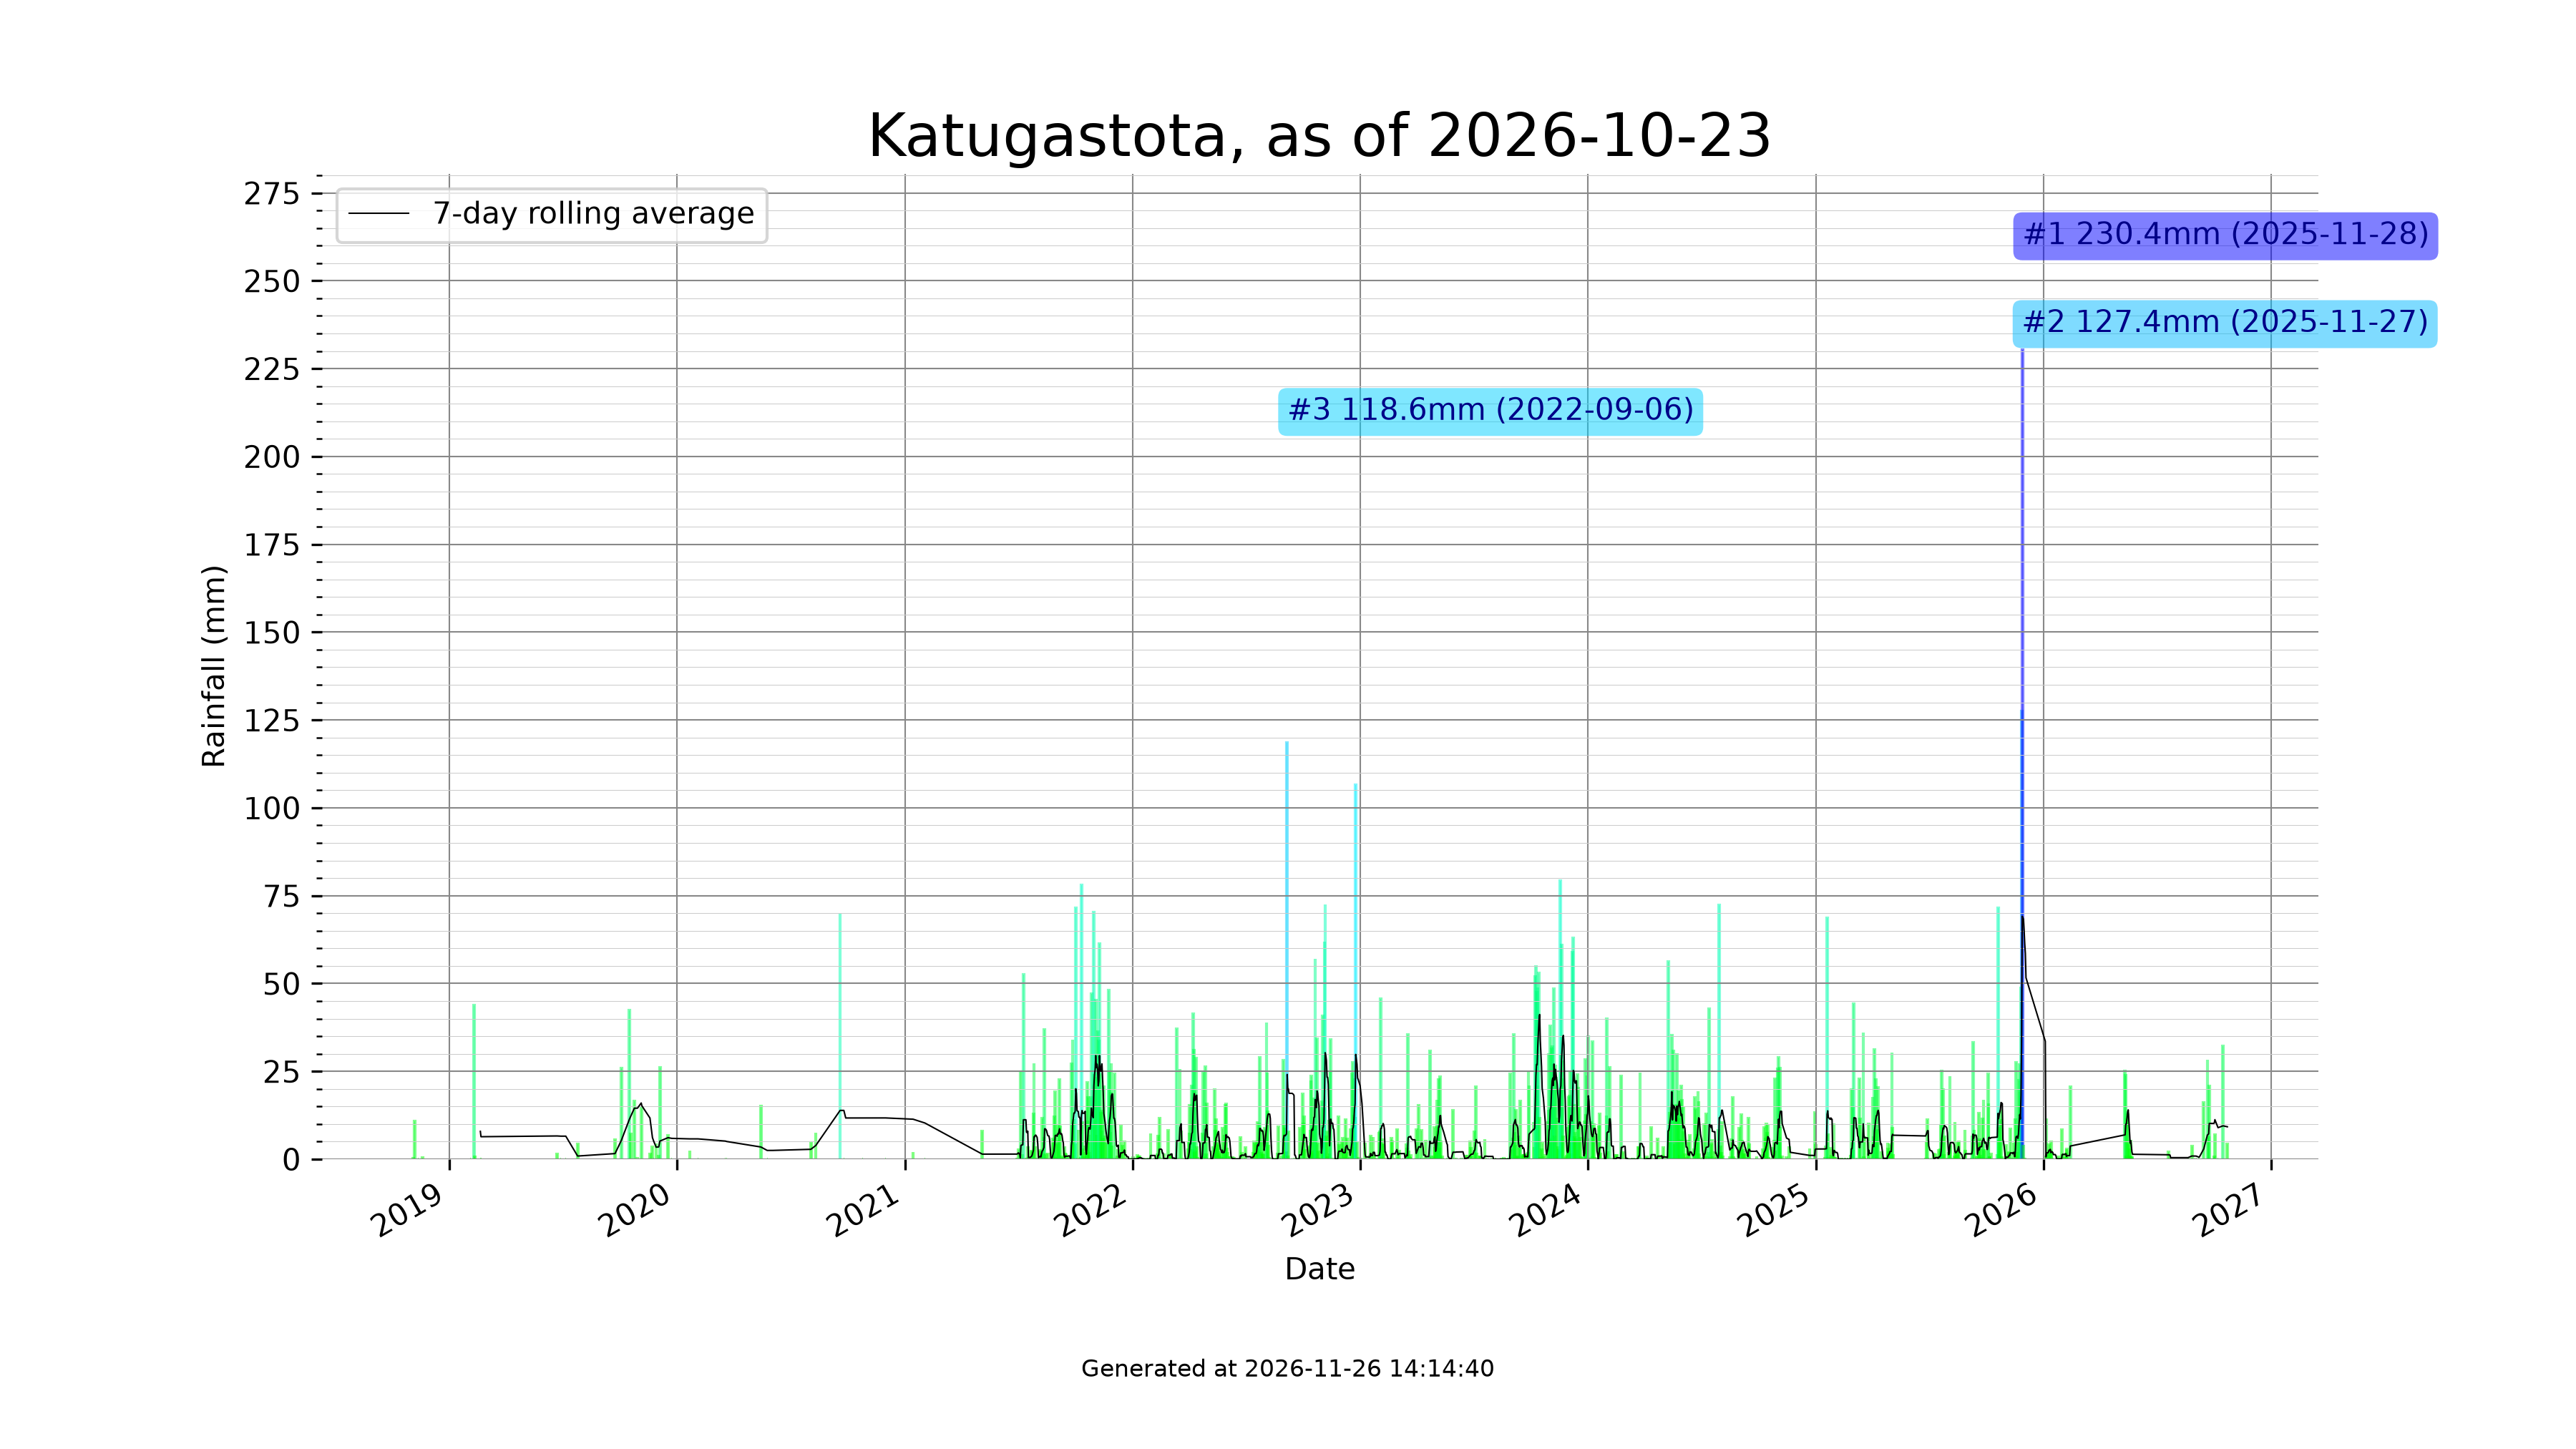 Katugastota, as of 2026-10-23
7-day rolling average
#1 230.4mm (2025-11-28)
#2 127.4mm (2025-11-27)
#3 118.6mm (2022-09-06)
Rainfall (mm)
275
250
225
200
175
150
125
100
75
50
25
0
2019
2020
2021
2022
2023
2024
2025
2026
2027
Date
Generated at 2026-11-26 14:14:40